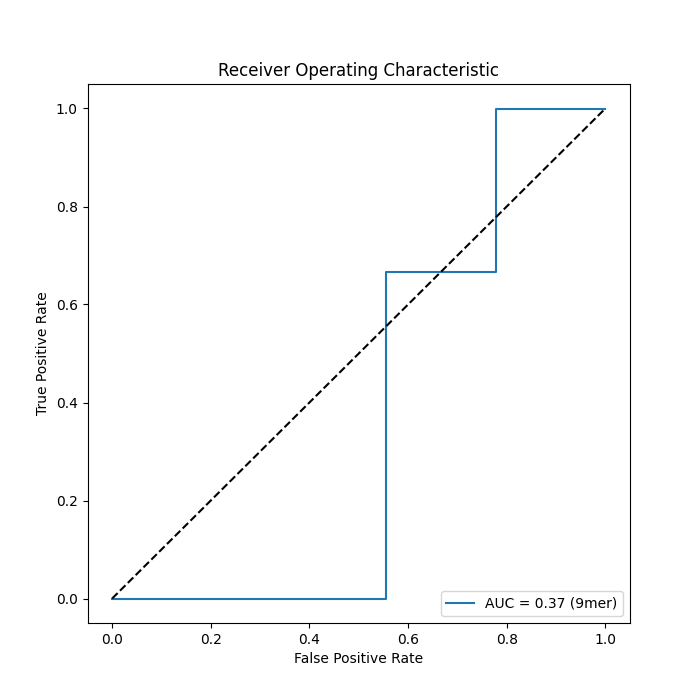 Receiver Operating Characteristic
1.0
0.8
0.6
0.4
0.2
0.0
True Positive Rate
0.0 0.2 0.4 0.6 0.8 1.0
False Positive Rate
AUC = 0.37 (9mer)